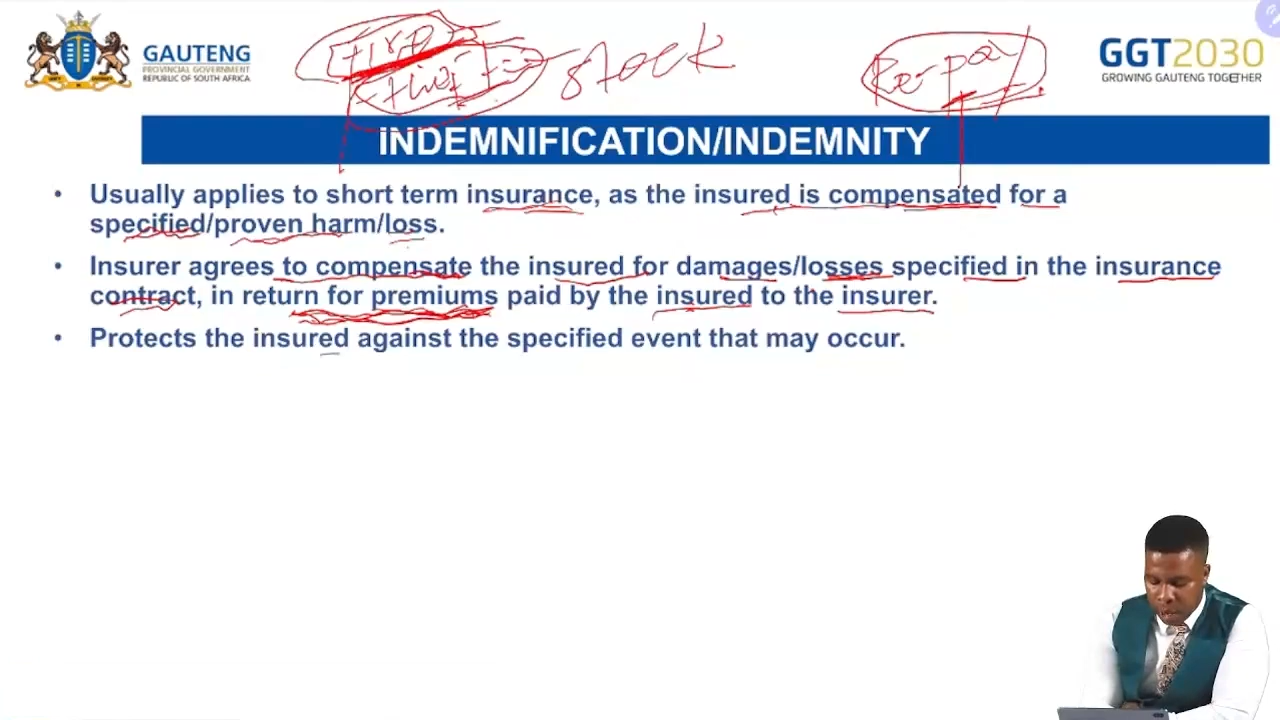 GAUTENG
PROVINCIAL GOVERNMENT
REPUBLIC OF SOUTH AFRICA
stock
Re-pay
GGT2030
GROWING GAUTENG TOGETHER
INDEMNIFICATION/INDEMNITY
• Usually applies to short term insurance, as the insured is compensated for a
specified/proven harm/loss.
• Insurer agrees to compensate the insured for damages/losses specified in the insurance
contract, in return for premiums paid by the insured to the insurer.
• Protects the insured against the specified event that may occur.